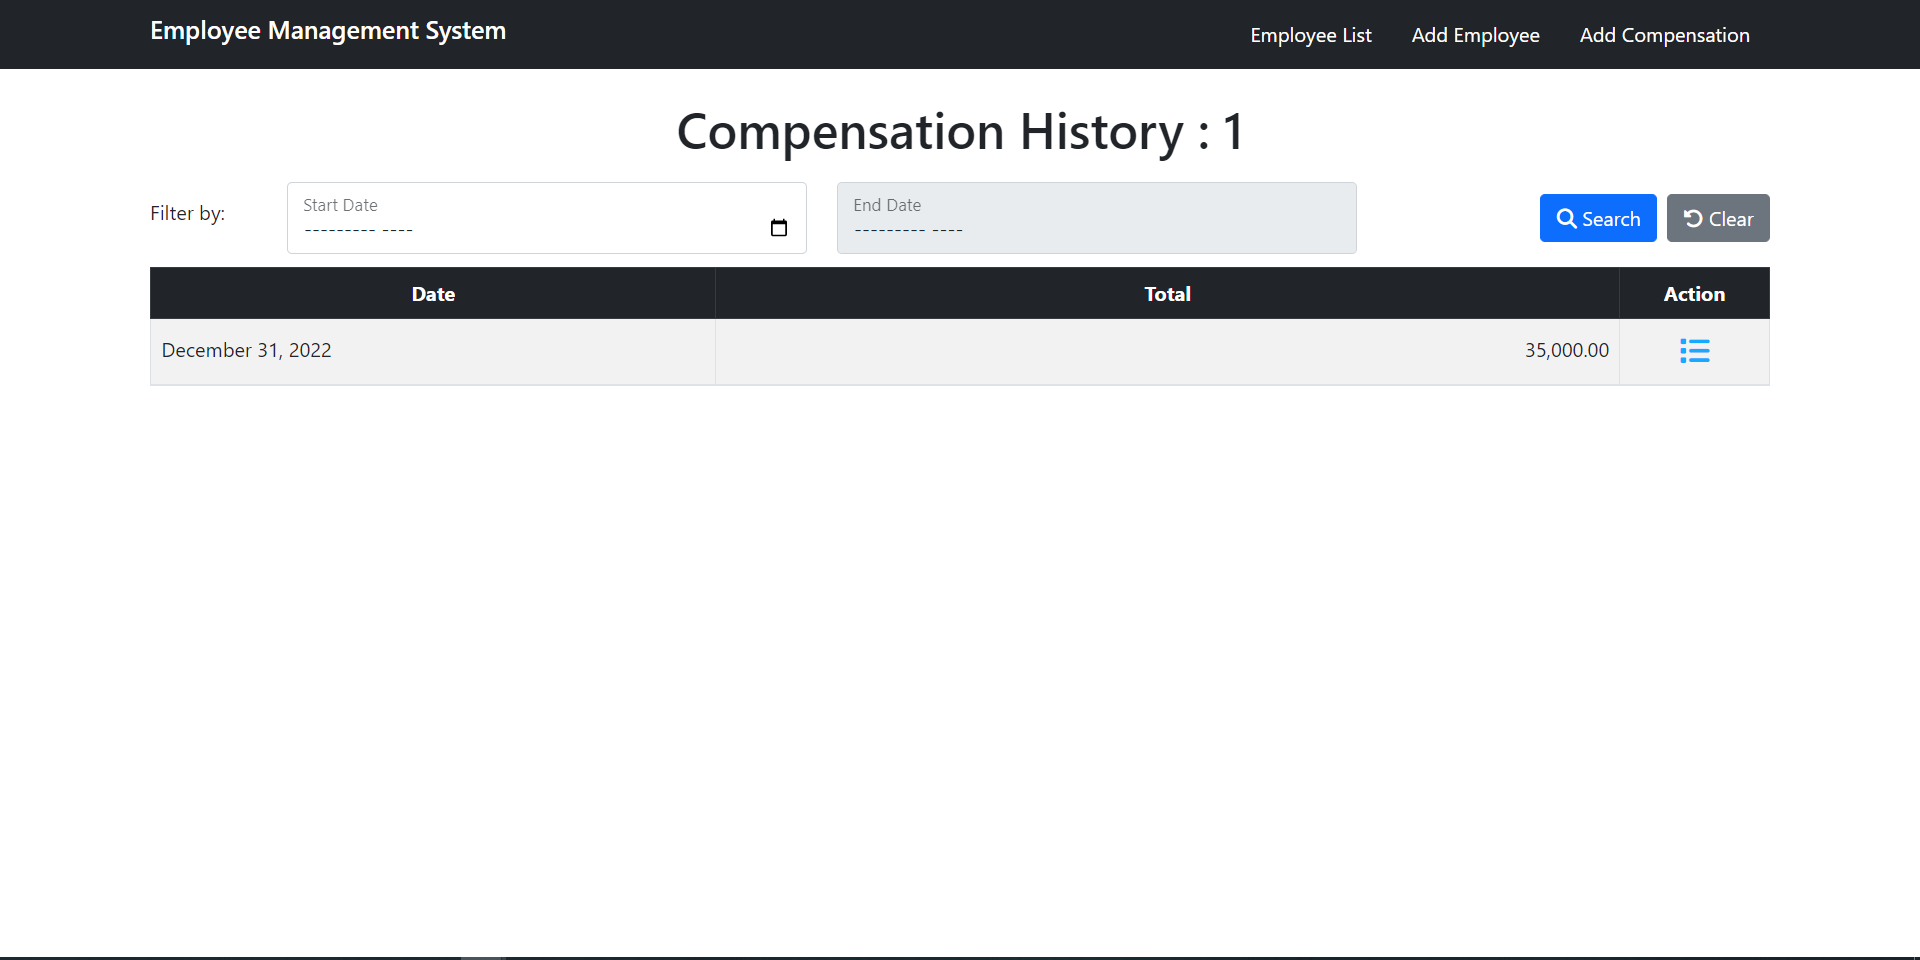 Employee Management System
Employee List
Add Employee
Add Compensation
Compensation History : 1
Filter by:
Start Date
--------- ----
End Date
--------- ----
Search
Clear
Date
Total
Action
December 31, 2022
35,000.00